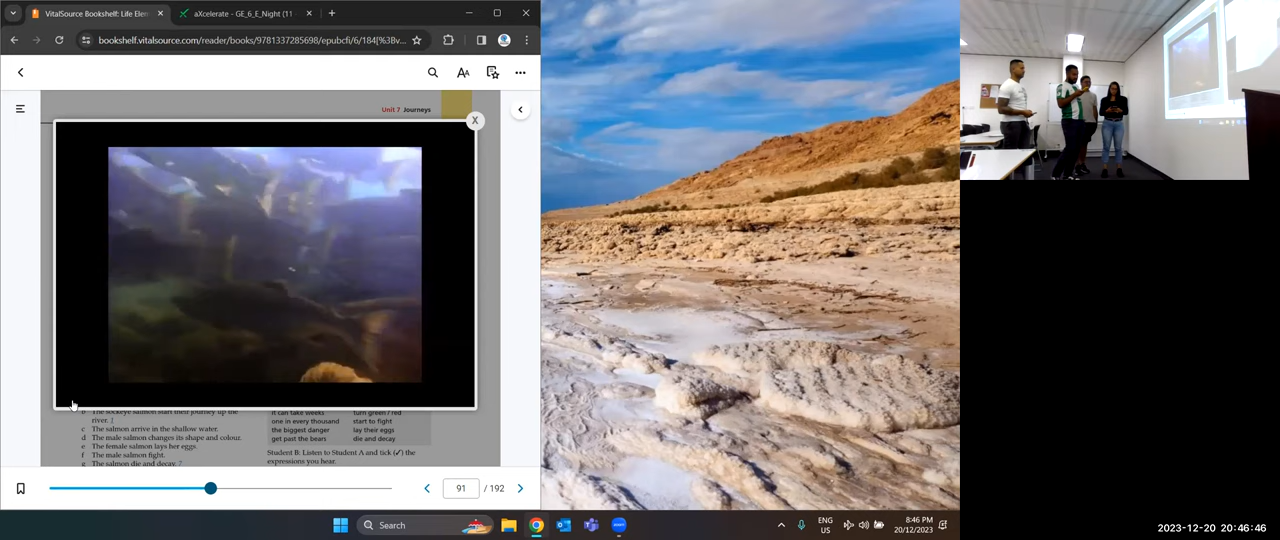 VitalSource Bookshelf: Life Elem
aXcelerate - GE_6_E_Night (11
bookshelf.vitalsource.com/reader/books/9781337285698/epubcfi/6/184[%3Bv...
Unit 7 Journeys
X
b The sockeye salmon start their journey up the
river. 1
c The salmon arrive in the shallow water.
d The male salmon changes its shape and colour.
e The female salmon lays her eggs.
f The male salmon fight.
g The salmon die and decay. 7
it can take weeks
one in every thousand
the biggest danger
get past the bears
turn green / red
start to fight
lay their eggs
die and decay
Student B: Listen to Student A and tick (✓) the
expressions you hear.
91 / 192
Search
ENG
US
8:46 PM
20/12/2023
2023-12-20 20:46:46